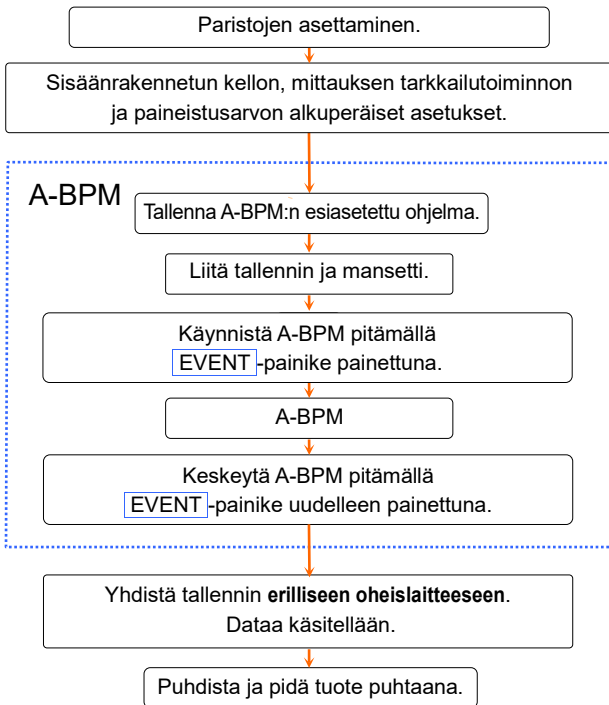 Paristojen asettaminen.
Sisäänrakennetun kellon, mittauksen tarkkailutoiminnon
ja paineistusarvon alkuperäiset asetukset.
A-BPM
Tallenna A-BPM:n esiasetettu ohjelma.
Liitä tallennin ja mansetti.
Käynnistä A-BPM pitämällä
EVENT -painike painettuna.
A-BPM
Keskeytä A-BPM pitämällä
EVENT -painike uudelleen painettuna.
Yhdistä tallennin erilliseen oheislaitteeseen.
Dataa käsitellään.
Puhdista ja pidä tuote puhtaana.